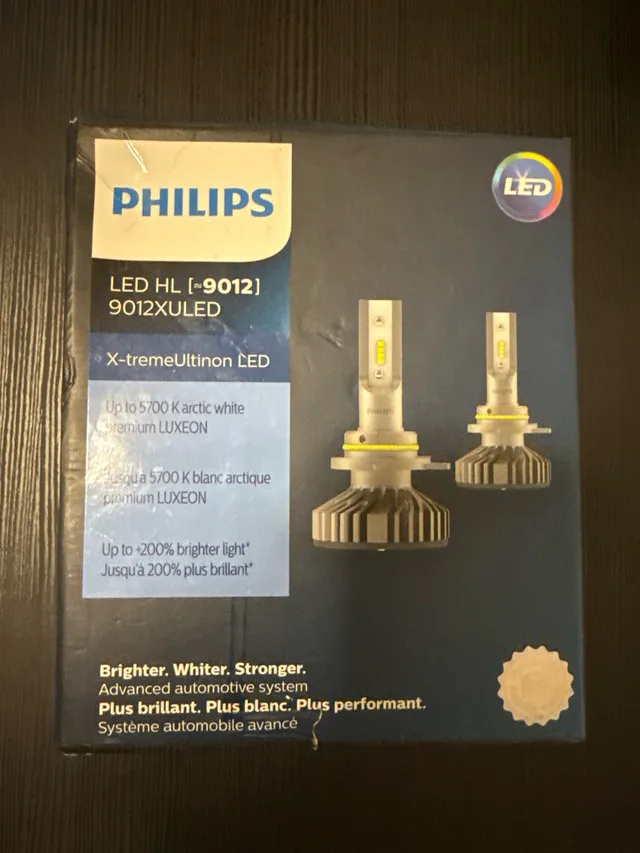 PHILIPS
LED
LED HL [≈9012]
9012XULED
X-tremeUltinon LED
Up to 5700 K arctic white
premium LUXEON
Jusqu'a 5700 K blanc arctique
premium LUXEON
Up to +200% brighter light*
Jusqu'à 200% plus brillant*
PHILIPS
Brighter. Whiter. Stronger.
Advanced automotive system
Plus brillant. Plus blanc. Plus performant.
Système automobile avancé